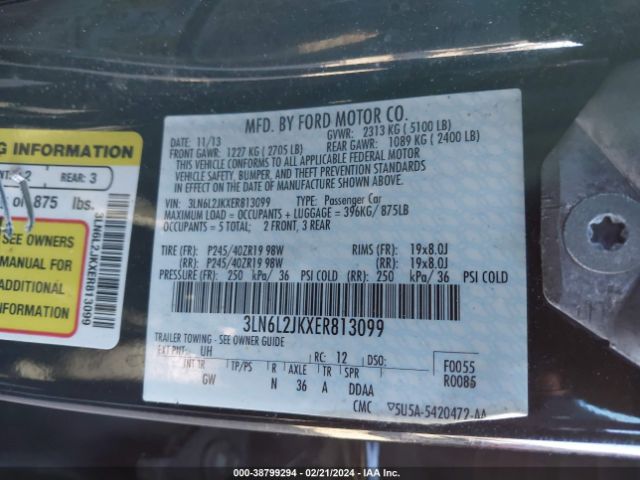 NG INFORMATION
2 REAR: 3
or 875 lbs.
SEE OWNERS
MANUAL FOR
ADDITIONAL
INFORMATION
3LN6L2JKXER813099
MFD. BY FORD MOTOR CO.
DATE: 11/13 GVWR: 2313 KG ( 5100 LB)
FRONT GAWR: 1227 KG ( 2705 LB) REAR GAWR: 1089 KG ( 2400 LB)
THIS VEHICLE CONFORMS TO ALL APPLICABLE FEDERAL MOTOR
VEHICLE SAFETY, BUMPER, AND THEFT PREVENTION STANDARDS
IN EFFECT ON THE DATE OF MANUFACTURE SHOWN ABOVE.
VIN: 3LN6L2JKXER813099 TYPE: Passenger Car
MAXIMUM LOAD = OCCUPANTS + LUGGAGE = 396KG/ 875LB
OCCUPANTS = 5 TOTAL: 2 FRONT, 3 REAR
TIRE (FR): P245/40ZR19 98W RIMS (FR): 19x8.0J
(RR): P245/40ZR19 98W (RR): 19x8.0J
PRESSURE (FR): 250 kPa/ 36 PSI COLD (RR): 250 kPa/ 36 PSI COLD
3LN6L2JKXER813099
TRAILER TOWING - SEE OWNER GUIDE
EXT PNT: UH RC: 12 DSO: F0055
INT TR TP/PS R AXLE TR SPR R0085
GW N 36 A DDAA
CMC 5U5A-5420472-AA
000-38799294 - 02/21/2024 - IAA Inc.